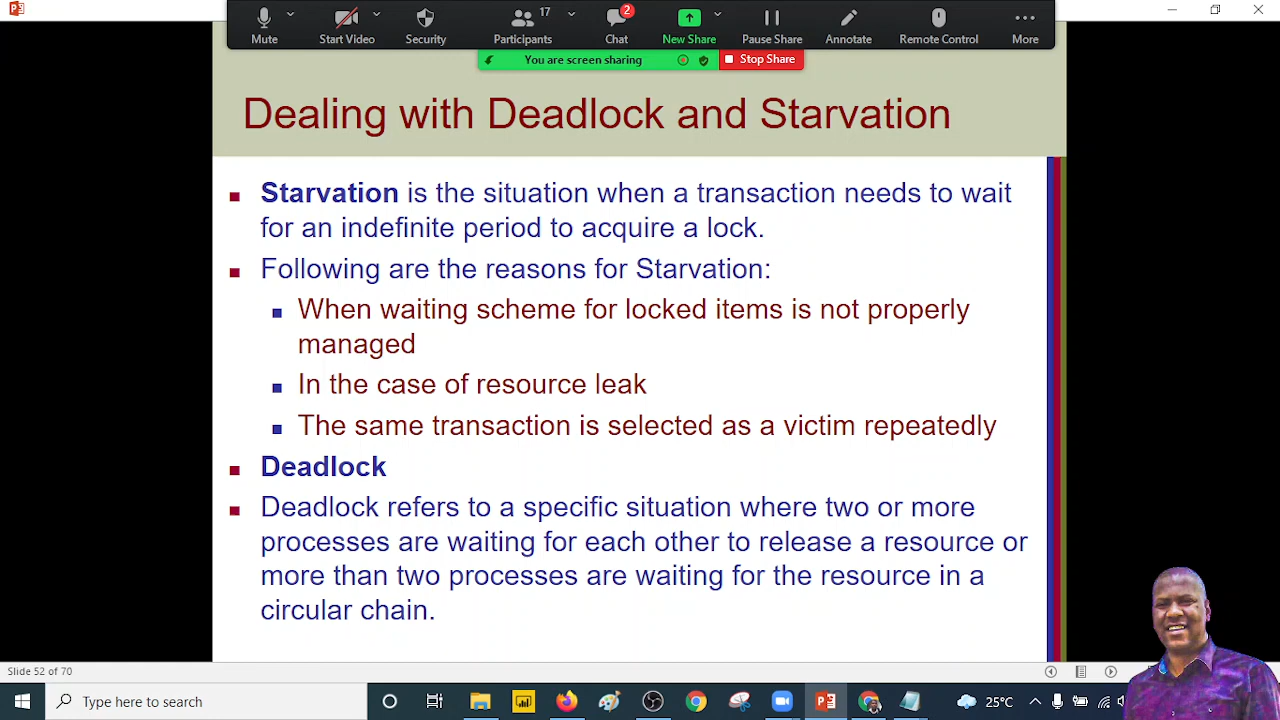 17
2
Mute
Start Video
Security
Participants
Chat
New Share
Pause Share
Annotate
Remote Control
More
You are screen sharing
Stop Share
Dealing with Deadlock and Starvation
Starvation is the situation when a transaction needs to wait
for an indefinite period to acquire a lock.
Following are the reasons for Starvation:
When waiting scheme for locked items is not properly
managed
In the case of resource leak
The same transaction is selected as a victim repeatedly
Deadlock
Deadlock refers to a specific situation where two or more
processes are waiting for each other to release a resource or
more than two processes are waiting for the resource in a
circular chain.
Slide 52 of 70
Type here to search
25°C